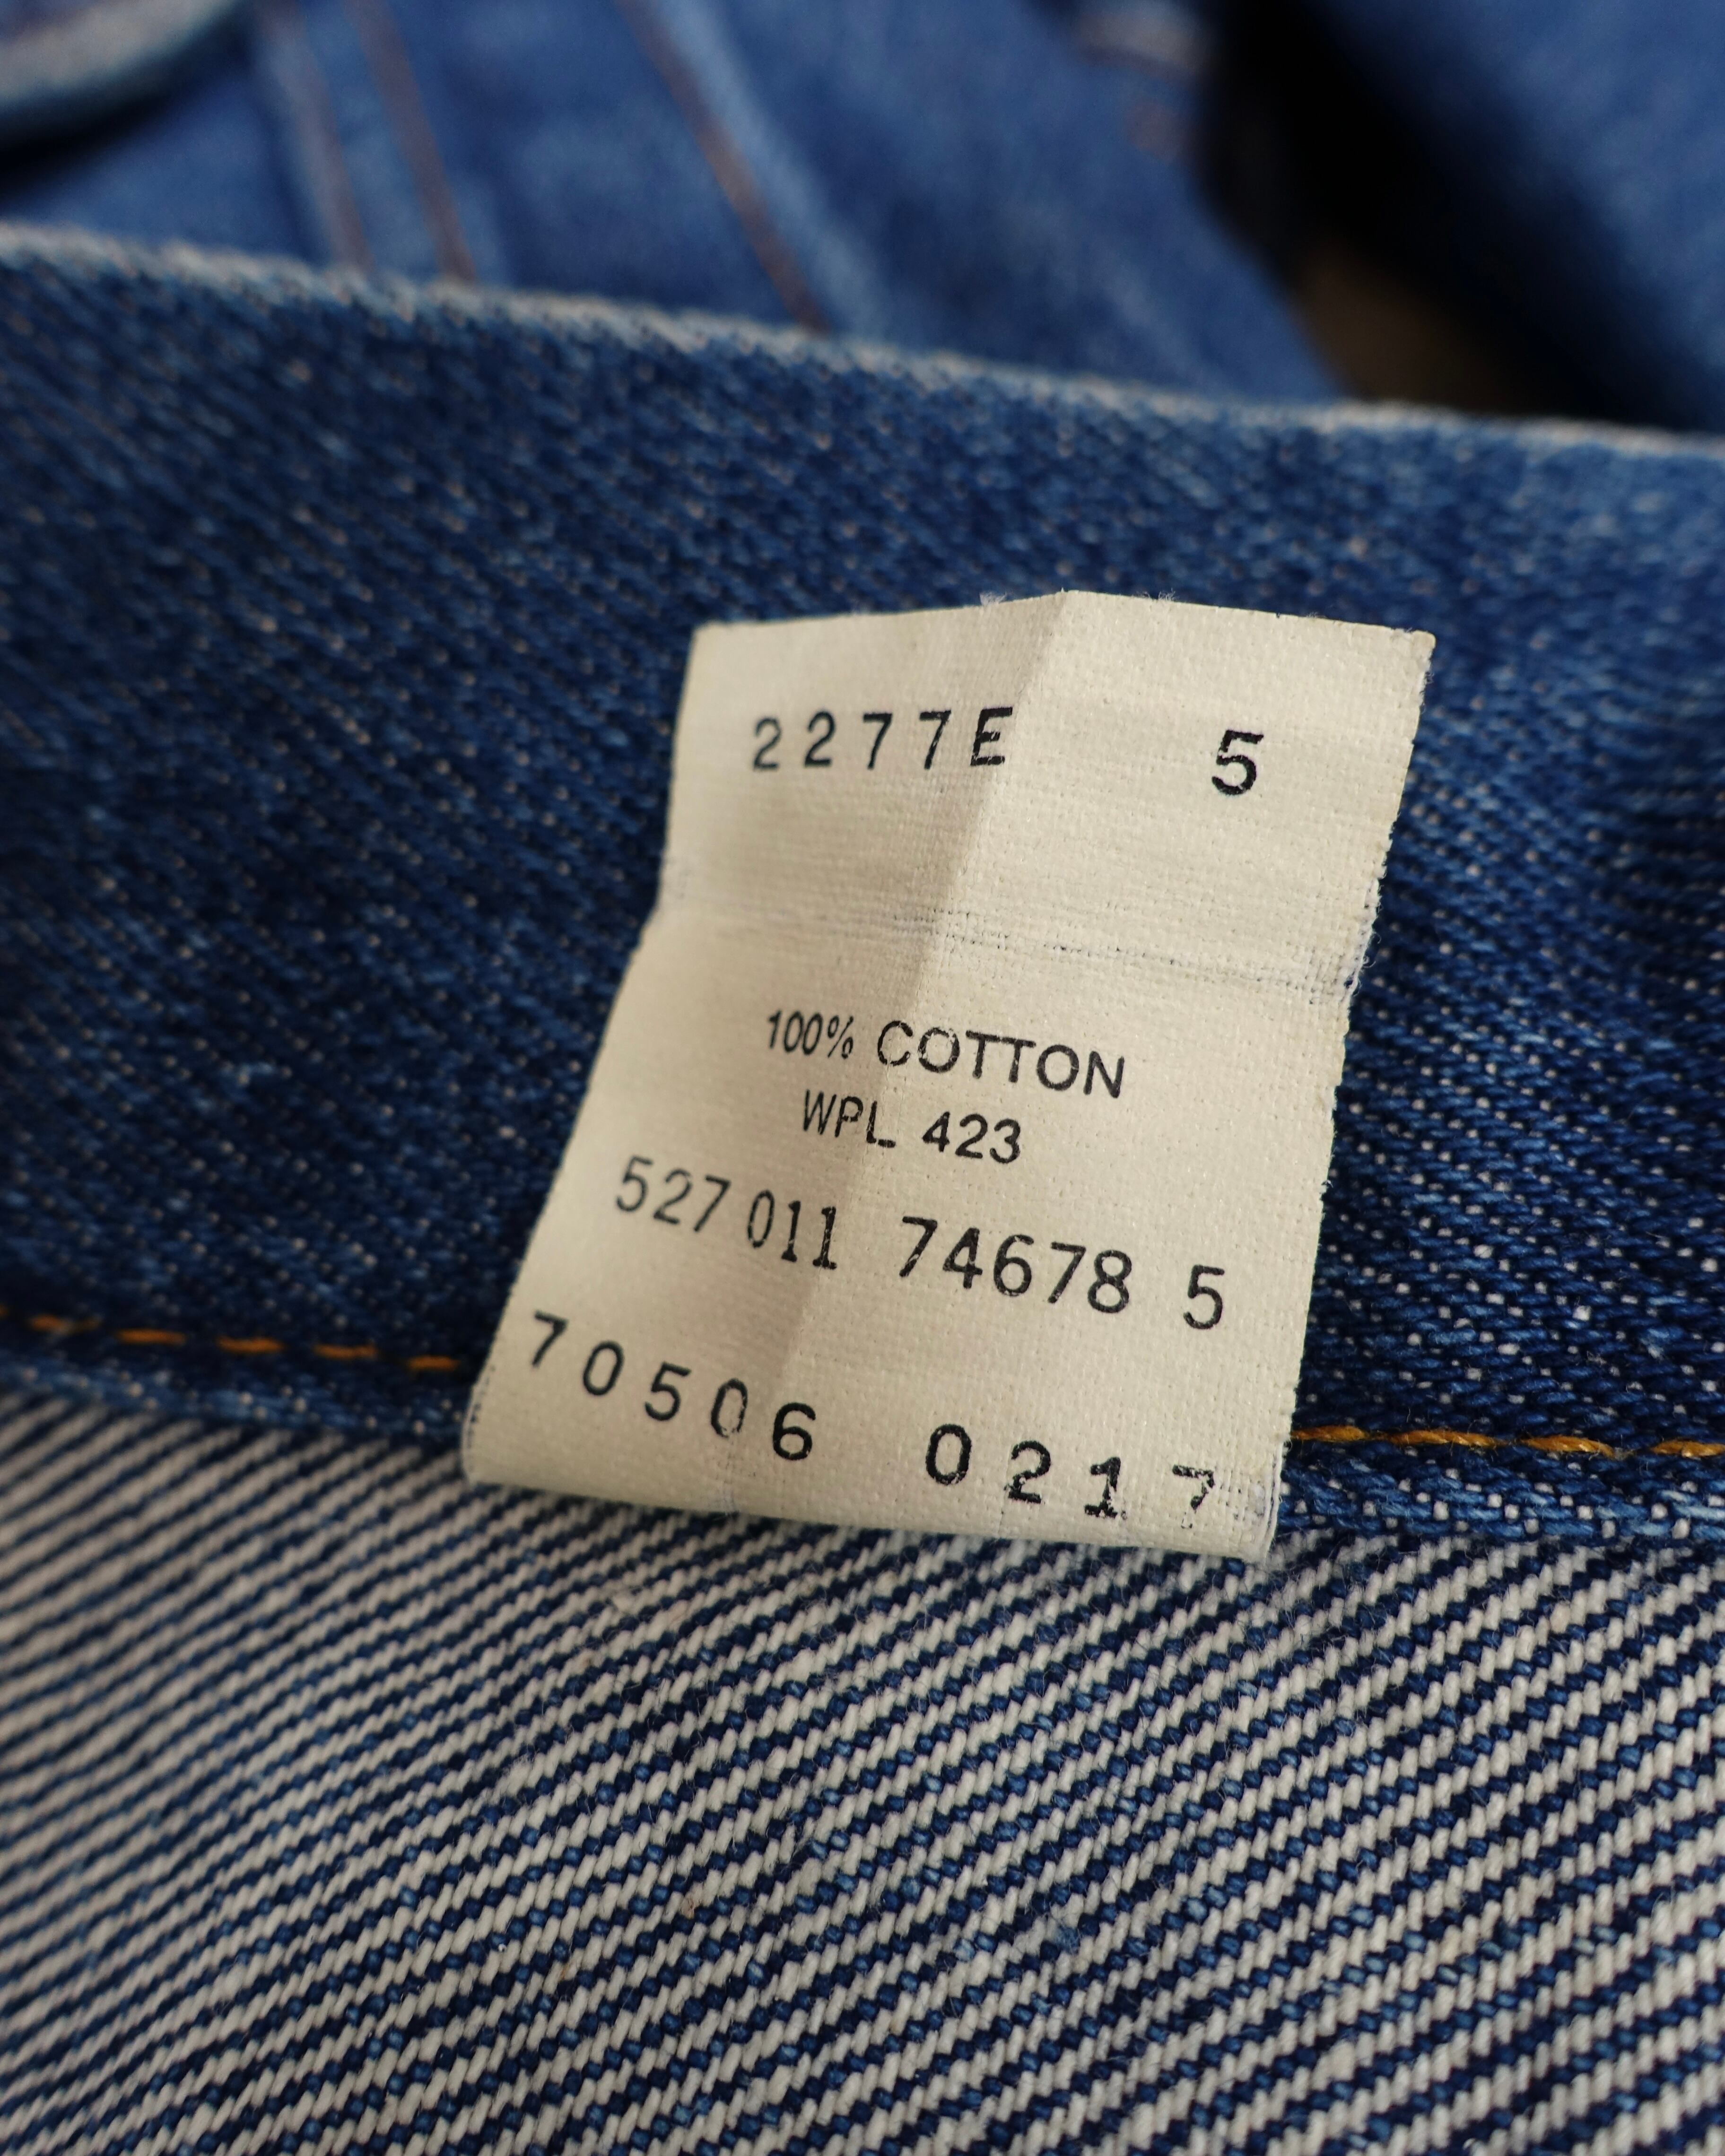 2277E 5
100% COTTON
WPL 423
527 011 74678 5
70506 0217